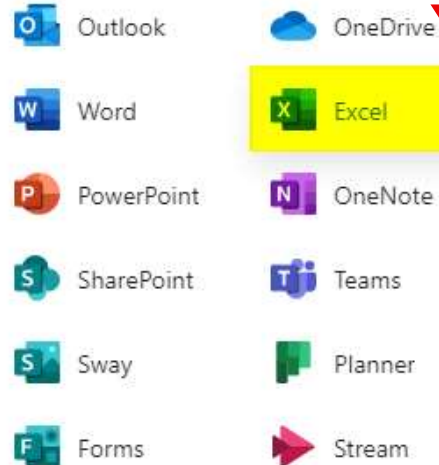 Outlook OneDrive
Word Excel
PowerPoint OneNote
SharePoint Teams
Sway Planner
Forms Stream